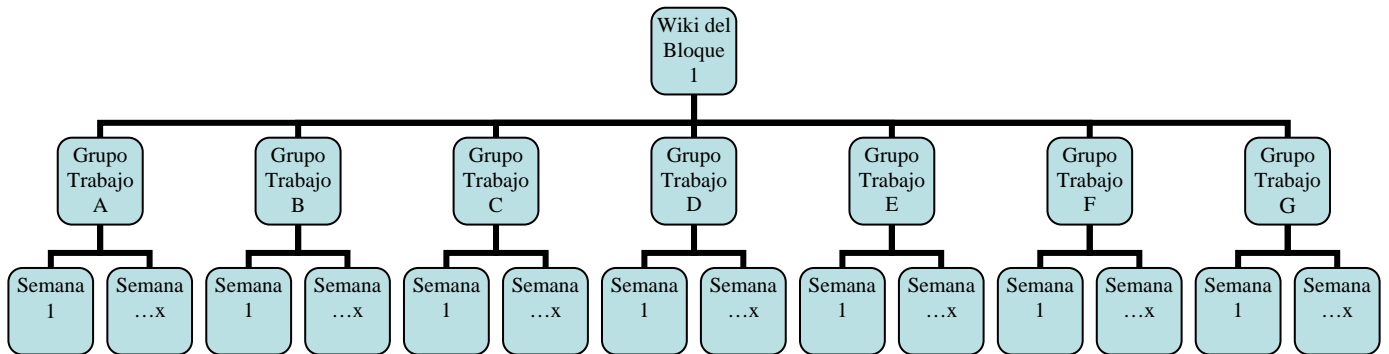 Wiki del
Bloque
1
Grupo
Trabajo
A
Grupo
Trabajo
B
Grupo
Trabajo
C
Grupo
Trabajo
D
Grupo
Trabajo
E
Grupo
Trabajo
F
Grupo
Trabajo
G
Semana
1
Semana
…x
Semana
1
Semana
…x
Semana
1
Semana
…x
Semana
1
Semana
…x
Semana
1
Semana
…x
Semana
1
Semana
…x
Semana
1
Semana
…x